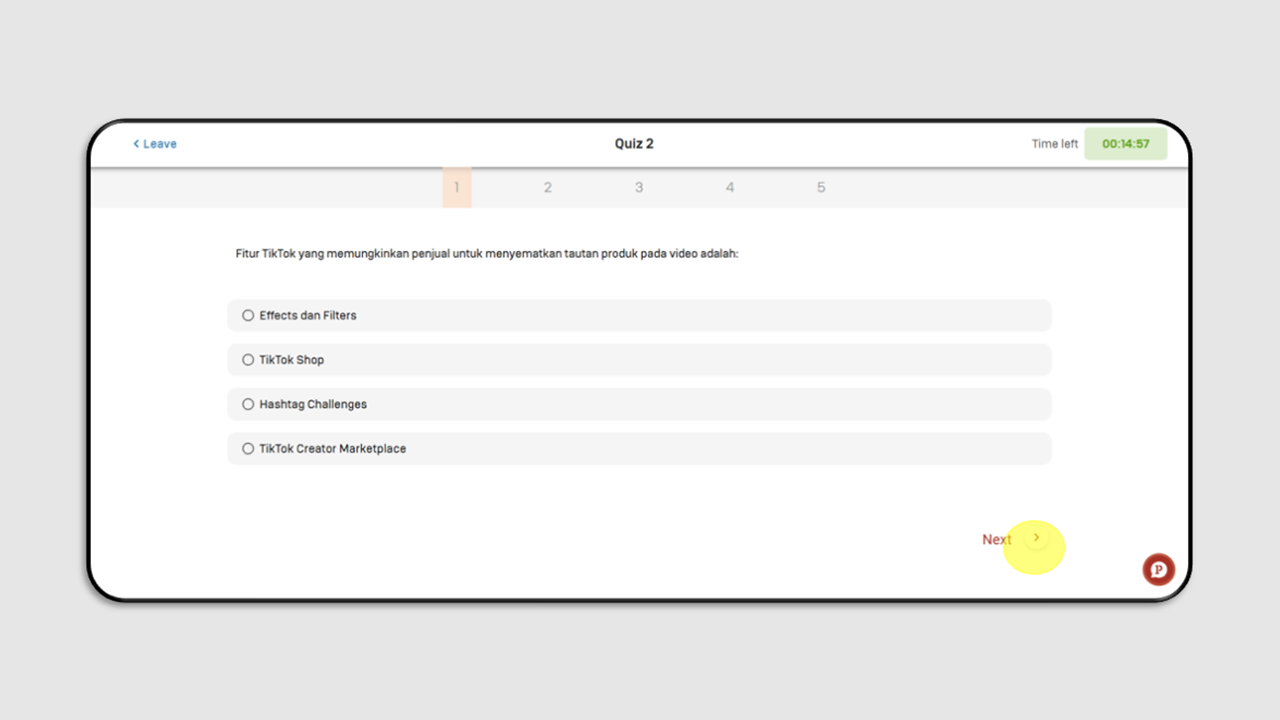 Leave
Quiz 2
Time left 00:14:57
1 2 3 4 5
Fitur TikTok yang memungkinkan penjual untuk menyematkan tautan produk pada video adalah:
Effects dan Filters
TikTok Shop
Hashtag Challenges
TikTok Creator Marketplace
Next
P